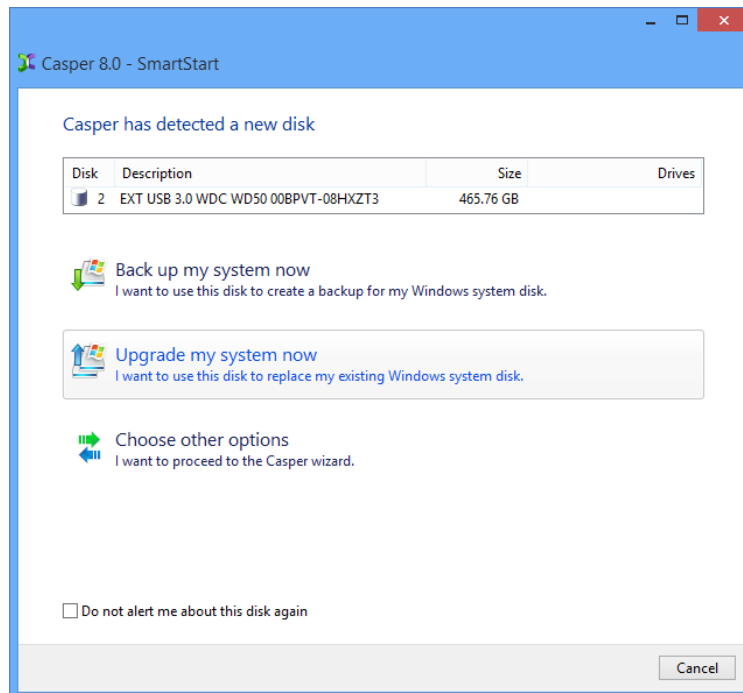 Casper 8.0 - SmartStart
Casper has detected a new disk
Disk Description Size Drives
2 EXT USB 3.0 WDC WD50 00BPVT-08HXZT3 465.76 GB
Back up my system now
I want to use this disk to create a backup for my Windows system disk.
Upgrade my system now
I want to use this disk to replace my existing Windows system disk.
Choose other options
I want to proceed to the Casper wizard.
Do not alert me about this disk again
Cancel